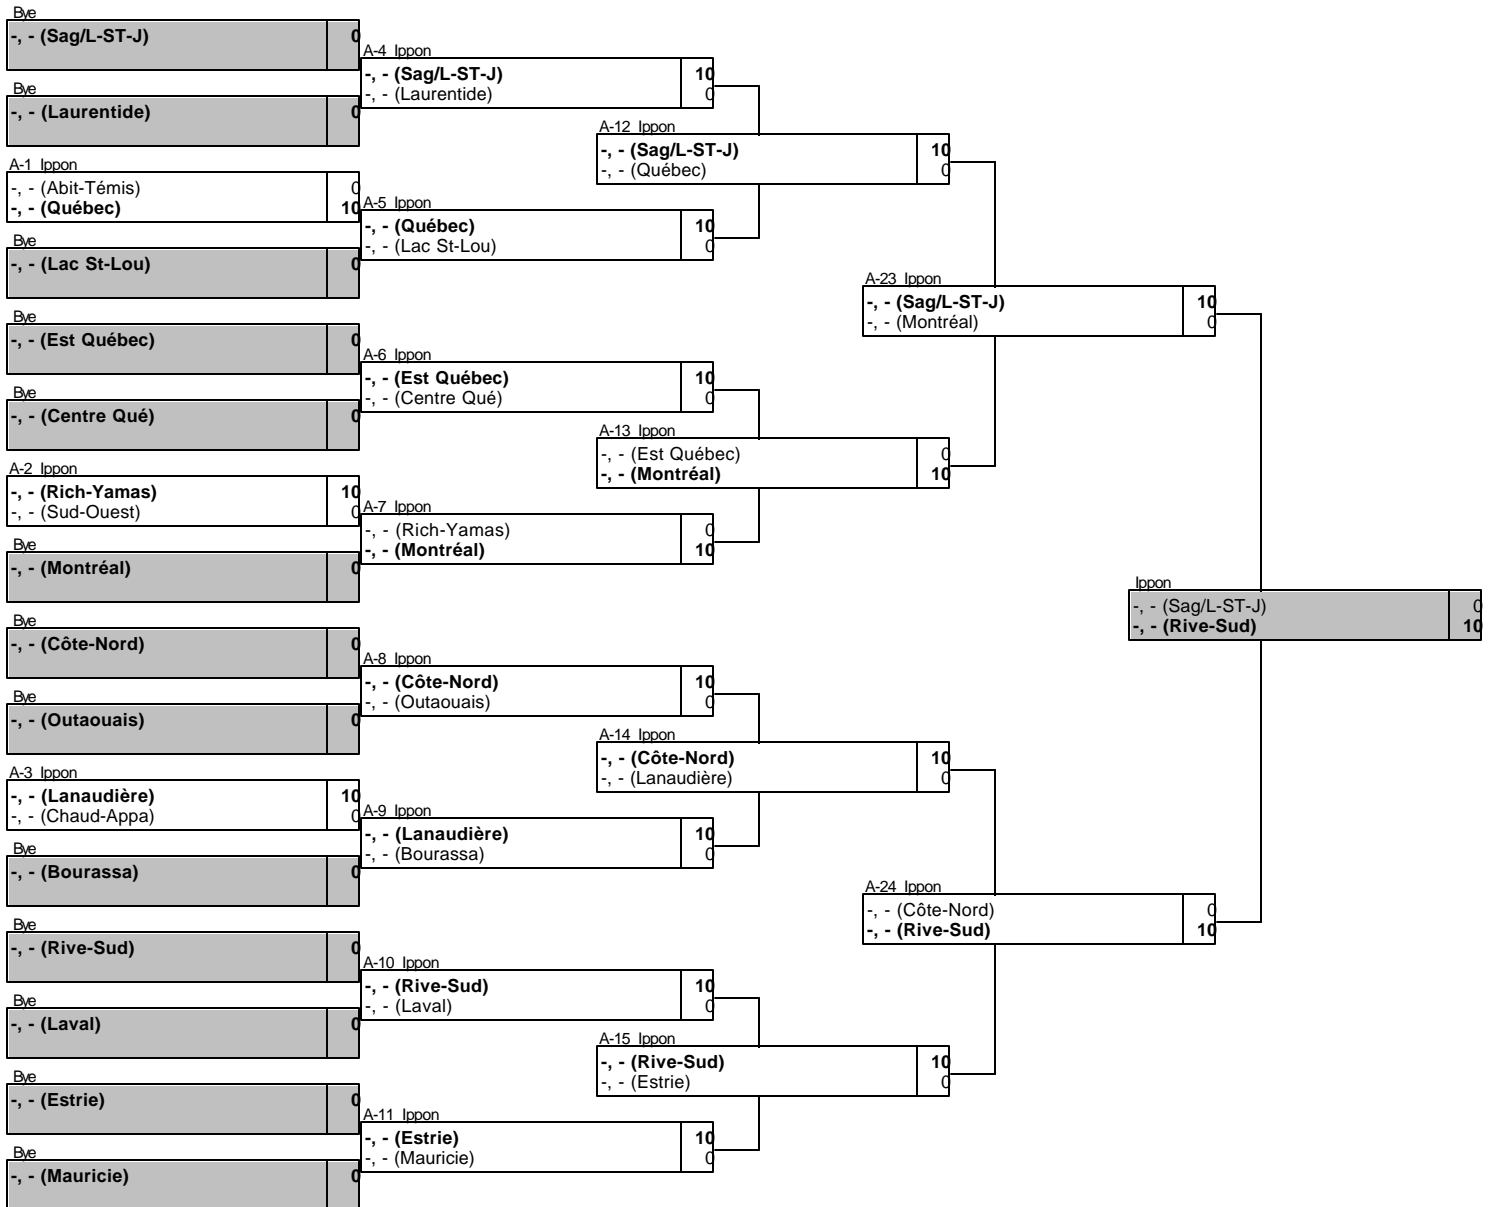 Bye
-, - (Sag/L-ST-J) 0
Bye
-, - (Laurentide) 0
A-1 Ippon
-, - (Abit-Témis) 0
-, - (Québec) 10
Bye
-, - (Lac St-Lou) 0
Bye
-, - (Est Québec) 0
Bye
-, - (Centre Qué) 0
A-2 Ippon
-, - (Rich-Yamas) 10
-, - (Sud-Ouest) 0
Bye
-, - (Montréal) 0
Bye
-, - (Côte-Nord) 0
Bye
-, - (Outaouais) 0
A-3 Ippon
-, - (Lanaudière) 10
-, - (Chaud-Appa) 0
Bye
-, - (Bourassa) 0
Bye
-, - (Rive-Sud) 0
Bye
-, - (Laval) 0
Bye
-, - (Estrie) 0
Bye
-, - (Mauricie) 0
A-4 Ippon
-, - (Sag/L-ST-J) 10
-, - (Laurentide) 0
A-5 Ippon
-, - (Québec) 10
-, - (Lac St-Lou) 0
A-6 Ippon
-, - (Est Québec) 10
-, - (Centre Qué) 0
A-7 Ippon
-, - (Rich-Yamas) 0
-, - (Montréal) 10
A-8 Ippon
-, - (Côte-Nord) 10
-, - (Outaouais) 0
A-9 Ippon
-, - (Lanaudière) 10
-, - (Bourassa) 0
A-10 Ippon
-, - (Rive-Sud) 10
-, - (Laval) 0
A-11 Ippon
-, - (Estrie) 10
-, - (Mauricie) 0
A-12 Ippon
-, - (Sag/L-ST-J) 10
-, - (Québec) 0
A-13 Ippon
-, - (Est Québec) 0
-, - (Montréal) 10
A-14 Ippon
-, - (Côte-Nord) 10
-, - (Lanaudière) 0
A-15 Ippon
-, - (Rive-Sud) 10
-, - (Estrie) 0
A-23 Ippon
-, - (Sag/L-ST-J) 10
-, - (Montréal) 0
A-24 Ippon
-, - (Côte-Nord) 0
-, - (Rive-Sud) 10
Ippon
-, - (Sag/L-ST-J) 0
-, - (Rive-Sud) 10